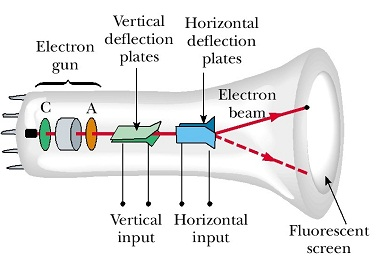 Vertical
deflection
plates
Horizontal
deflection
plates
Electron
gun
C
A
Electron
beam
Vertical
input
Horizontal
input
Fluorescent
screen